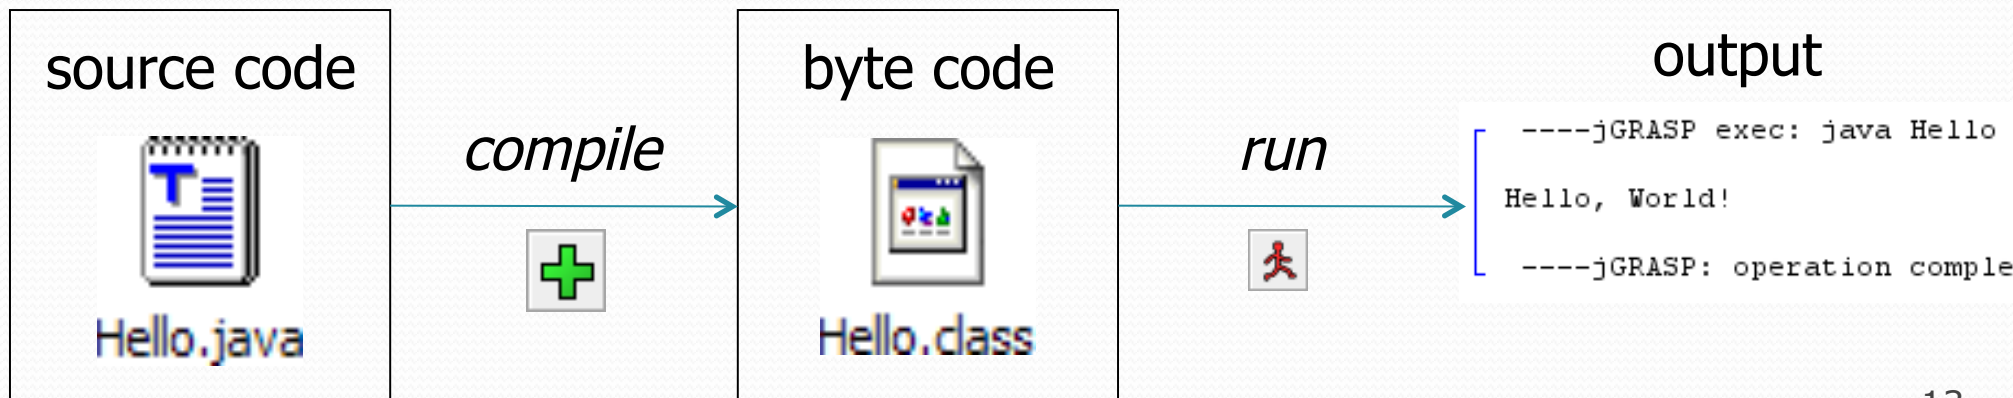 source code
Hello.java
compile
byte code
Hello.class
run
output
----jGRASP exec: java Hello
Hello, World!
----jGRASP: operation comple